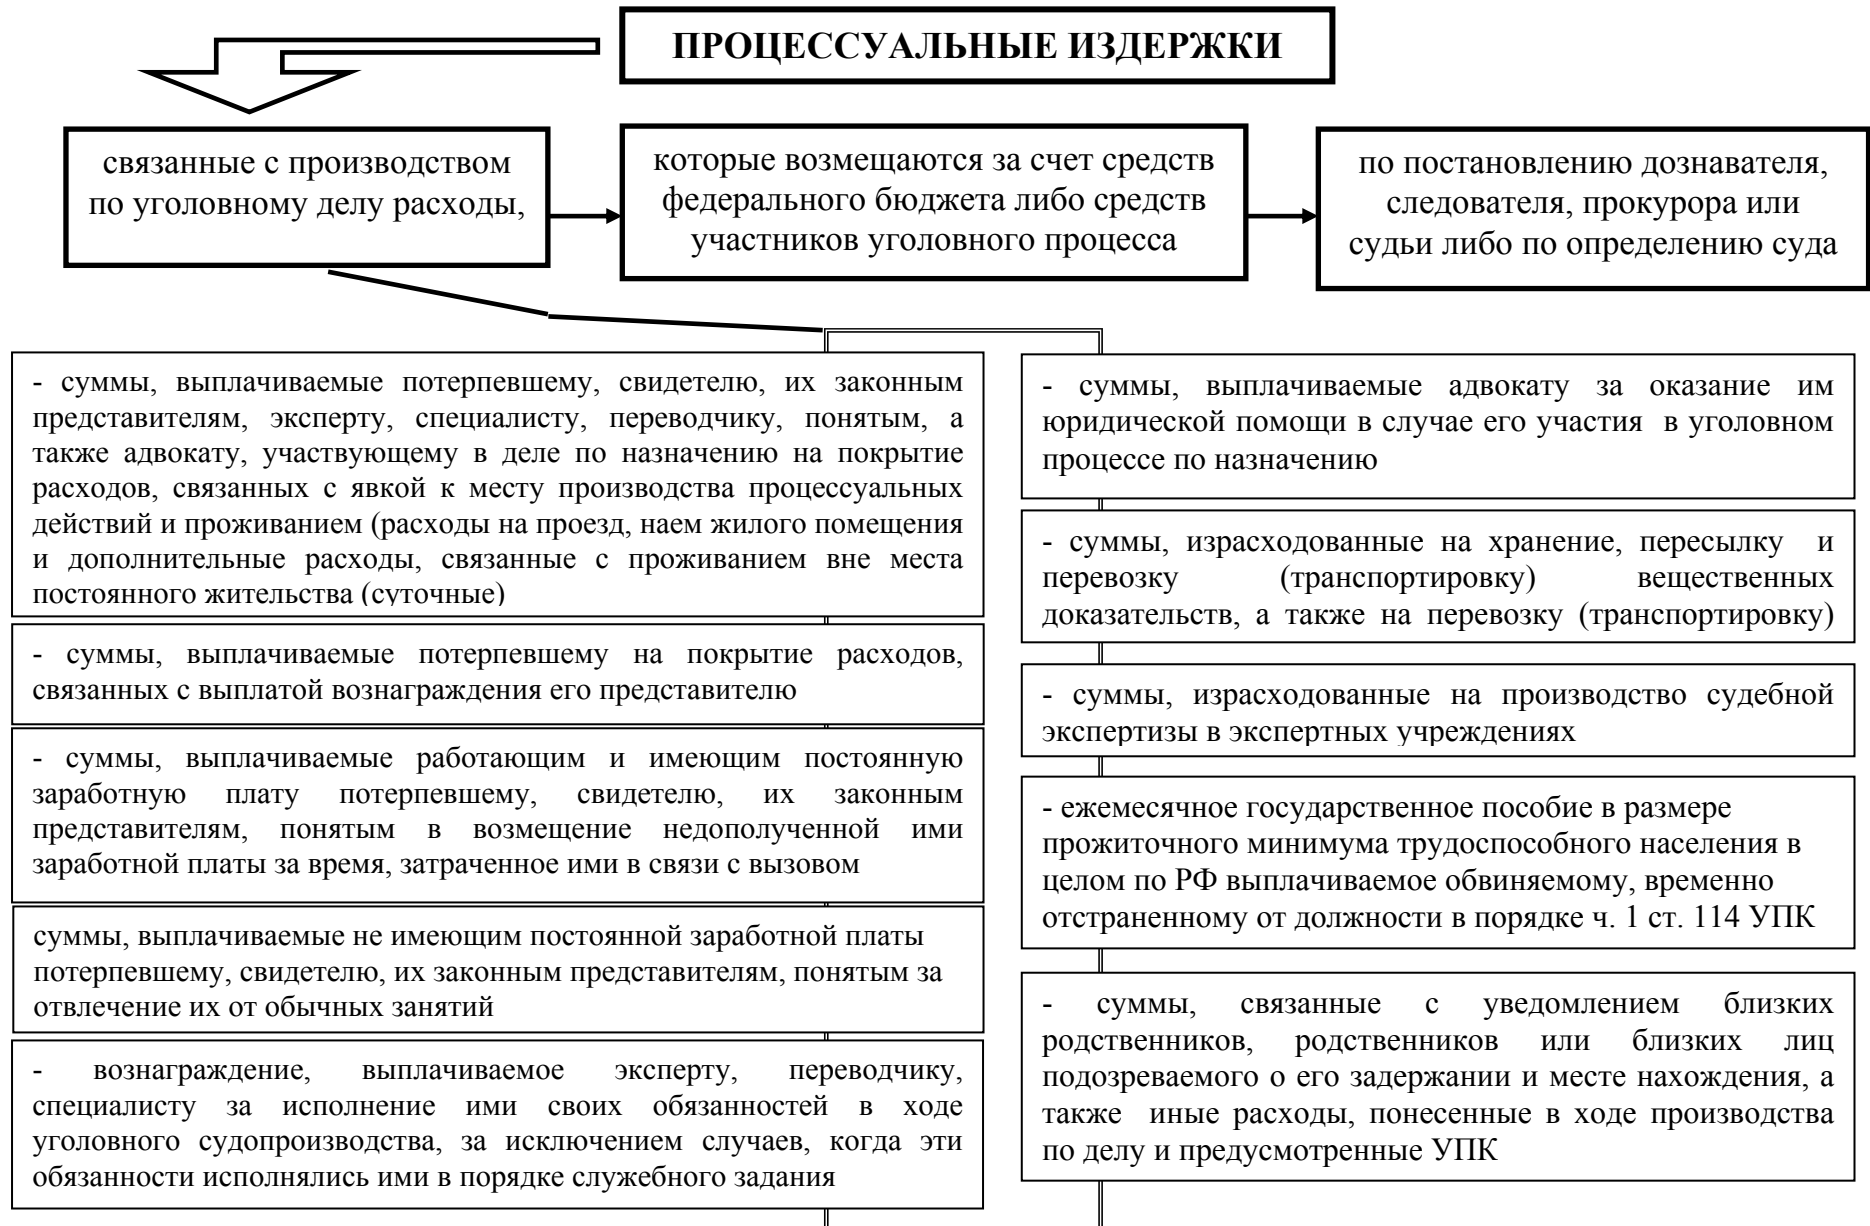 ПРОЦЕССУАЛЬНЫЕ ИЗДЕРЖКИ
связанные с производством
по уголовному делу расходы,
которые возмещаются за счет средств
федерального бюджета либо средств
участников уголовного процесса
по постановлению дознавателя,
следователя, прокурора или
судьи либо по определению суда
- суммы, выплачиваемые потерпевшему, свидетелю, их законным
представителям, эксперту, специалисту, переводчику, понятым, а
также адвокату, участвующему в деле по назначению на покрытие
расходов, связанных с явкой к месту производства процессуальных
действий и проживанием (расходы на проезд, наем жилого помещения
и дополнительные расходы, связанные с проживанием вне места
постоянного жительства (суточные)
- суммы, выплачиваемые потерпевшему на покрытие расходов,
связанных с выплатой вознаграждения его представителю
- суммы, выплачиваемые работающим и имеющим постоянную
заработную плату потерпевшему, свидетелю, их законным
представителям, понятым в возмещение недополученной ими
заработной платы за время, затраченное ими в связи с вызовом
суммы, выплачиваемые не имеющим постоянной заработной платы
потерпевшему, свидетелю, их законным представителям, понятым за
отвлечение их от обычных занятий
- вознаграждение, выплачиваемое эксперту, переводчику,
специалисту за исполнение ими своих обязанностей в ходе
уголовного судопроизводства, за исключением случаев, когда эти
обязанности исполнялись ими в порядке служебного задания
- суммы, выплачиваемые адвокату за оказание им
юридической помощи в случае его участия в уголовном
процессе по назначению
- суммы, израсходованные на хранение, пересылку и
перевозку (транспортировку) вещественных
доказательств, а также на перевозку (транспортировку)
- суммы, израсходованные на производство судебной
экспертизы в экспертных учреждениях
- ежемесячное государственное пособие в размере
прожиточного минимума трудоспособного населения в
целом по РФ выплачиваемое обвиняемому, временно
отстраненному от должности в порядке ч. 1 ст. 114 УПК
- суммы, связанные с уведомлением близких
родственников, родственников или близких лиц
подозреваемого о его задержании и месте нахождения, а
также иные расходы, понесенные в ходе производства
по делу и предусмотренные УПК